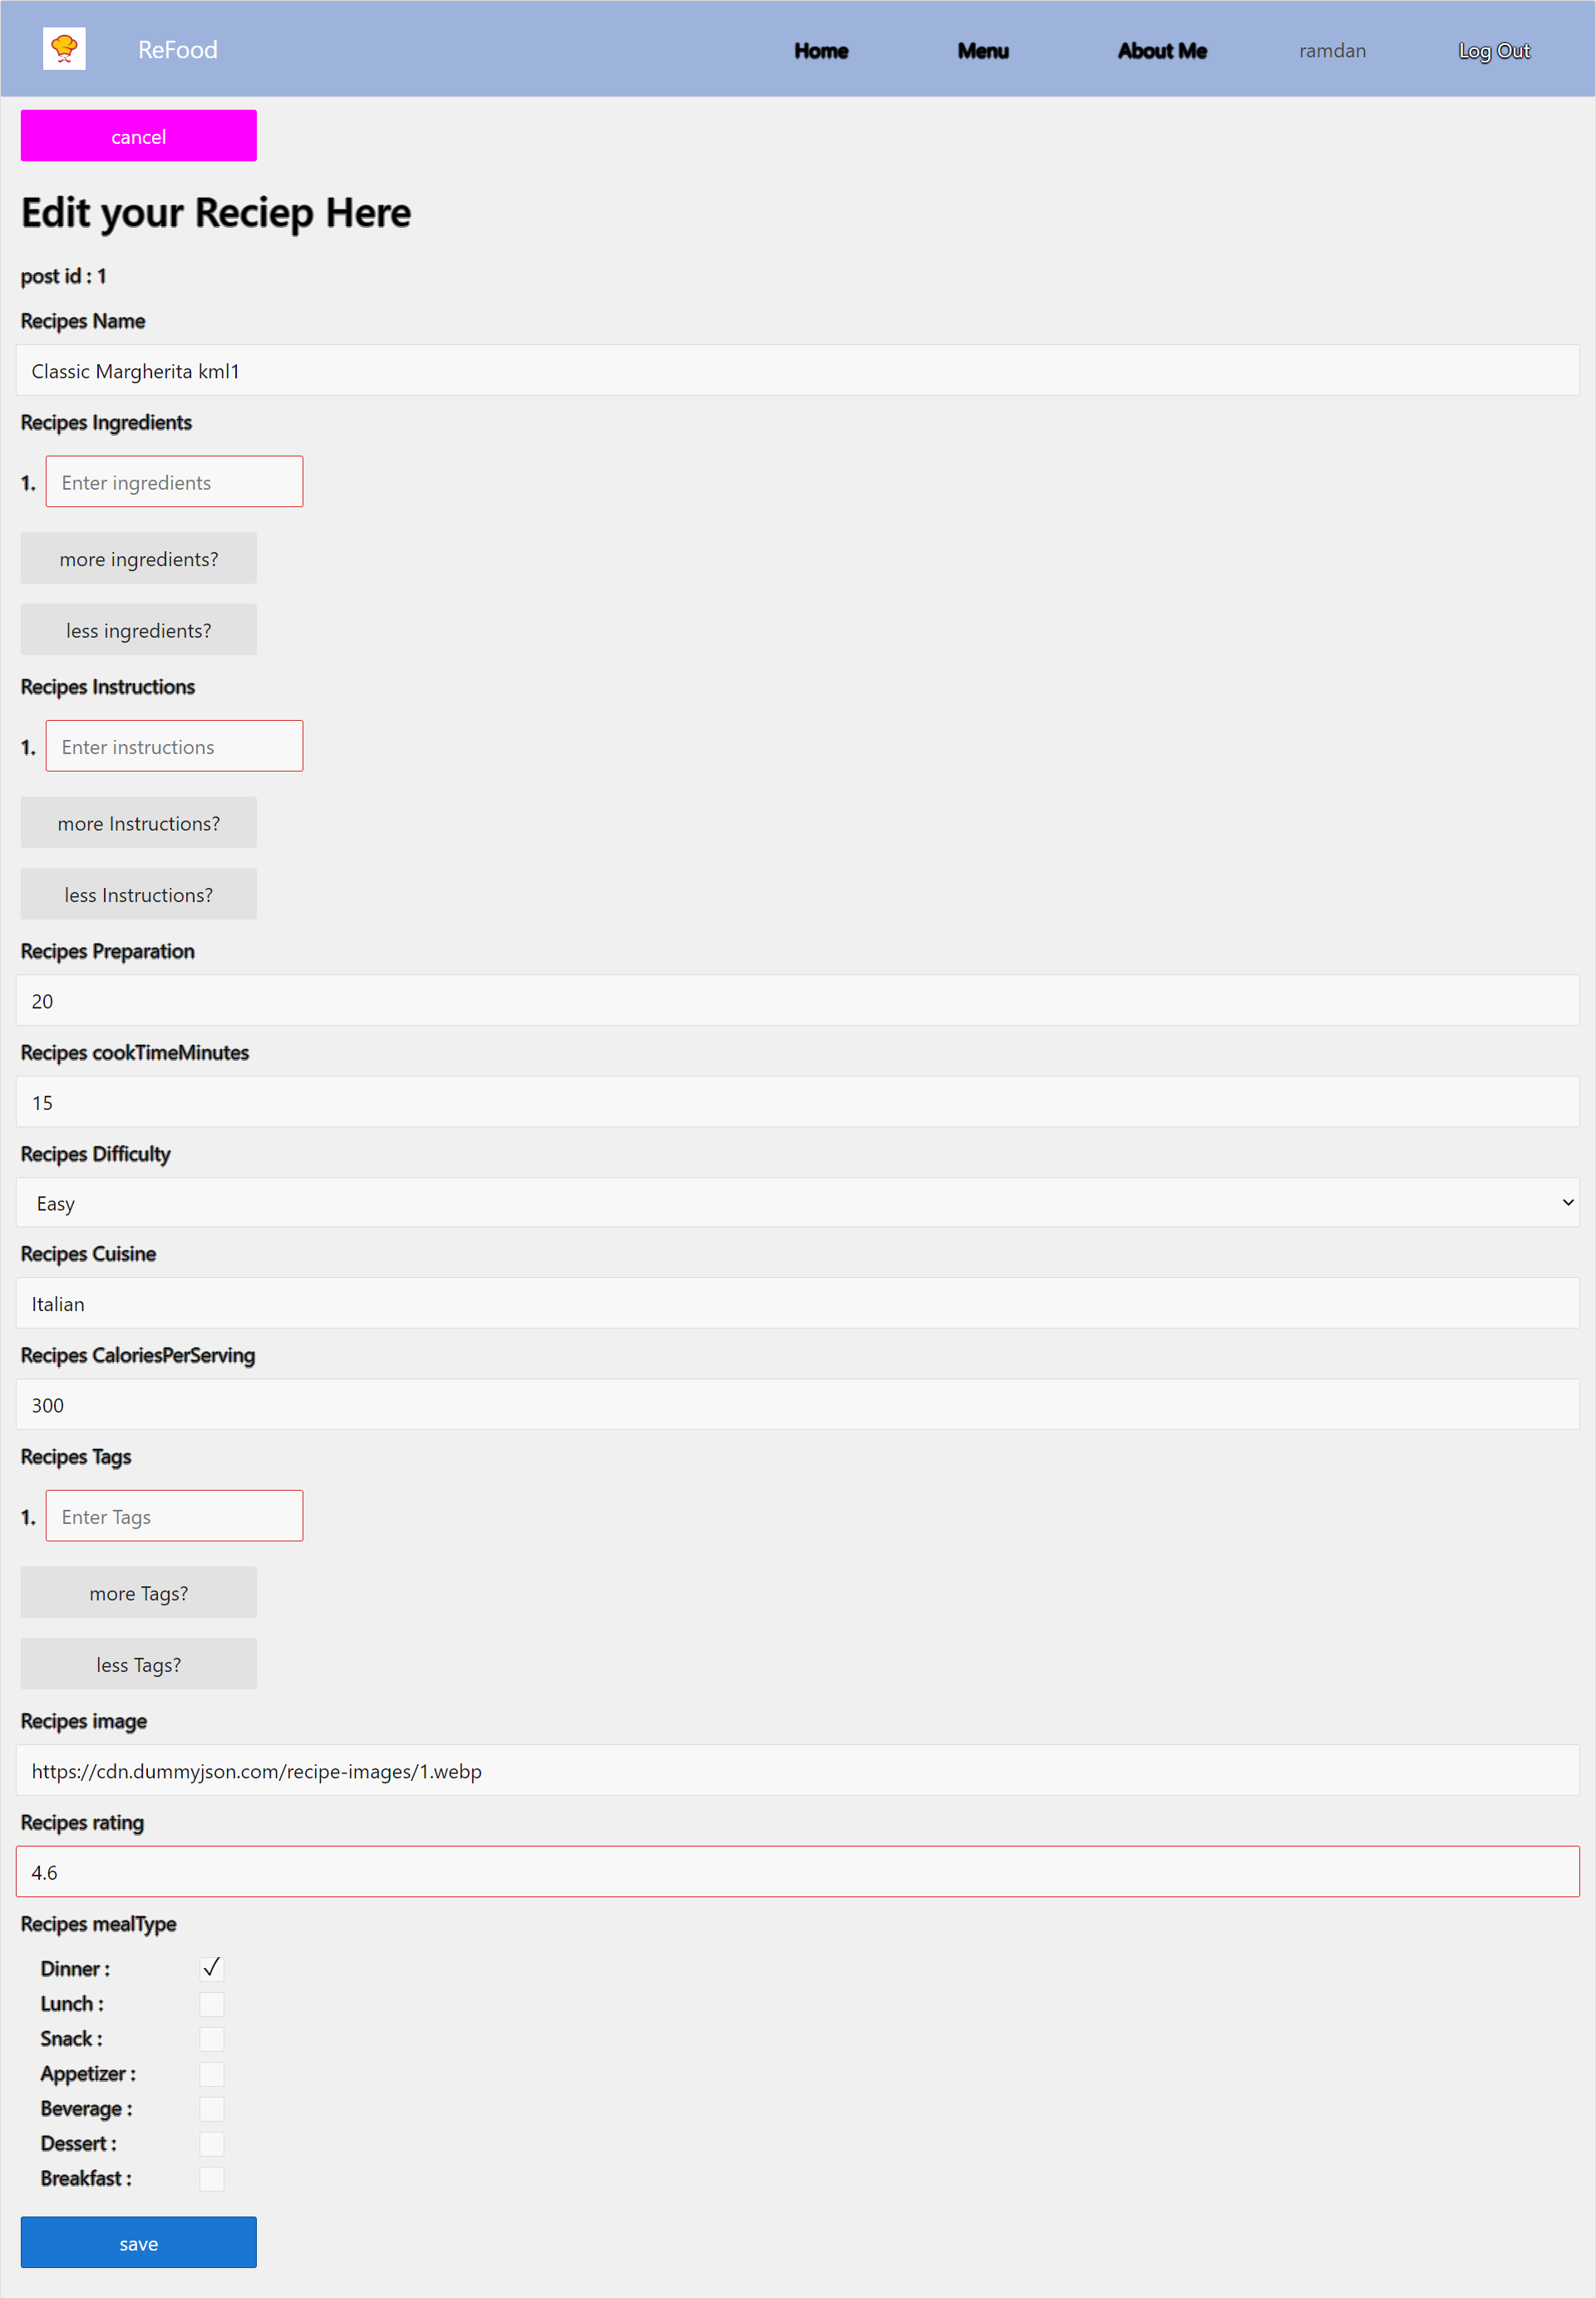 ReFood Home Menu About Me ramdan Log Out
cancel
Edit your Reciep Here
post id : 1
Recipes Name
Classic Margherita kml1
Recipes Ingredients
1. Enter ingredients
more ingredients?
less ingredients?
Recipes Instructions
1. Enter instructions
more Instructions?
less Instructions?
Recipes Preparation
20
Recipes cookTimeMinutes
15
Recipes Difficulty
Easy
Recipes Cuisine
Italian
Recipes CaloriesPerServing
300
Recipes Tags
1. Enter Tags
more Tags?
less Tags?
Recipes image
https://cdn.dummyjson.com/recipe-images/1.webp
Recipes rating
4.6
Recipes mealType
Dinner : ✓
Lunch :
Snack :
Appetizer :
Beverage :
Dessert :
Breakfast :
save